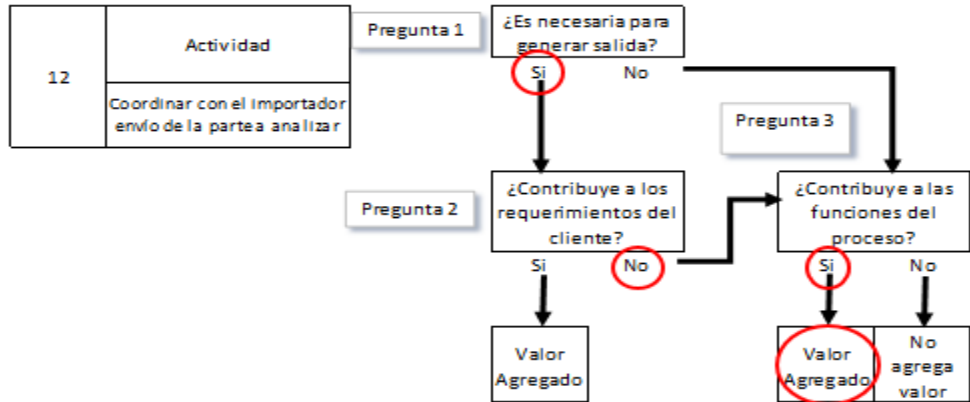 12
Actividad
Coordinar con el importador
envío de la parte a analizar
Pregunta 1
¿Es necesaria para
generar salida?
Si No
Pregunta 3
Pregunta 2
¿Contribuye a los
requerimientos del
cliente?
Si No
¿Contribuye a las
funciones del
proceso?
Si No
Valor
Agregado
Valor
Agregado
No
agrega
valor